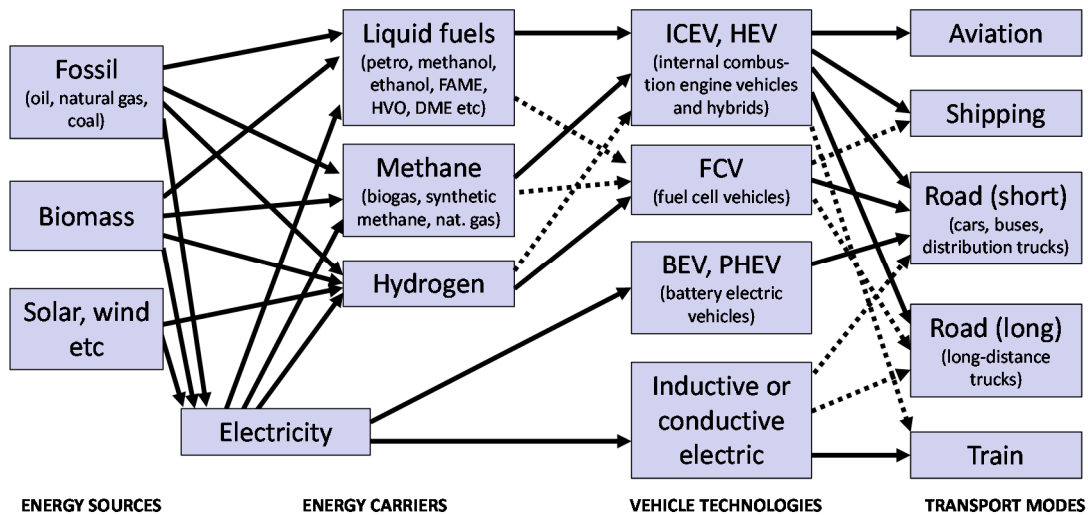 Fossil
(oil, natural gas,
coal)
Biomass
Solar, wind
etc
Electricity
Liquid fuels
(petro, methanol,
ethanol, FAME,
HVO, DME etc)
Methane
(biogas, synthetic
methane, nat. gas)
Hydrogen
ICEV, HEV
(internal combus-
tion engine vehicles
and hybrids)
FCV
(fuel cell vehicles)
BEV, PHEV
(battery electric
vehicles)
Inductive or
conductive
electric
Aviation
Shipping
Road (short)
(cars, buses,
distribution trucks)
Road (long)
(long-distance
trucks)
Train
ENERGY SOURCES
ENERGY CARRIERS
VEHICLE TECHNOLOGIES
TRANSPORT MODES